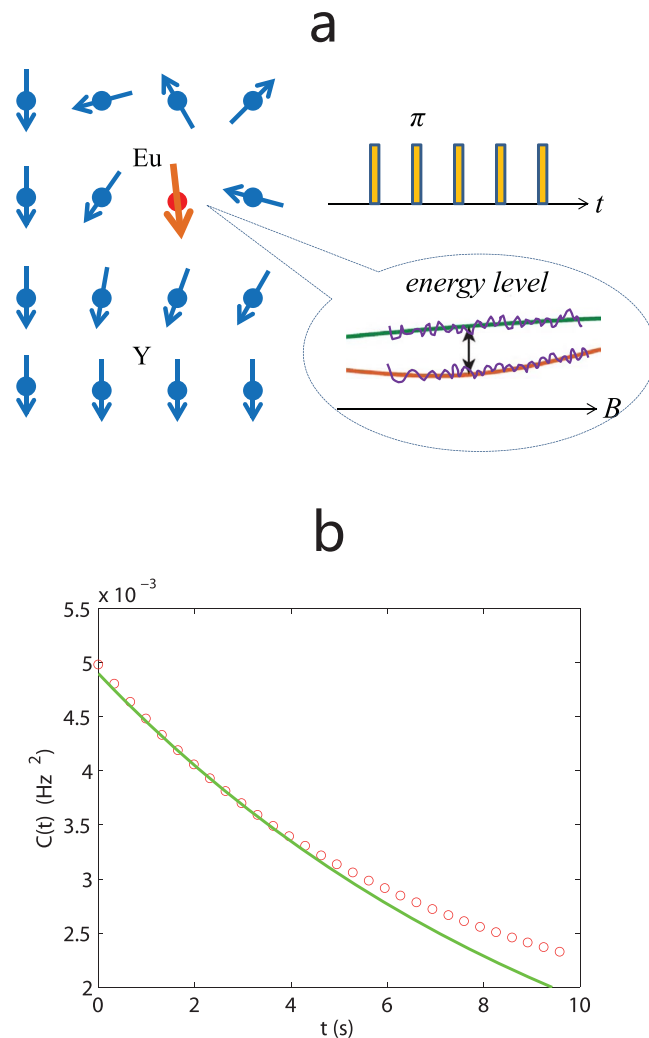 a
Eu
π
t
energy level
Y
B
b
x 10 −3
5.5
5
4.5
4
3.5
3
2.5
2
C(t) (Hz 2)
0 2 4 6 8 10
t (s)